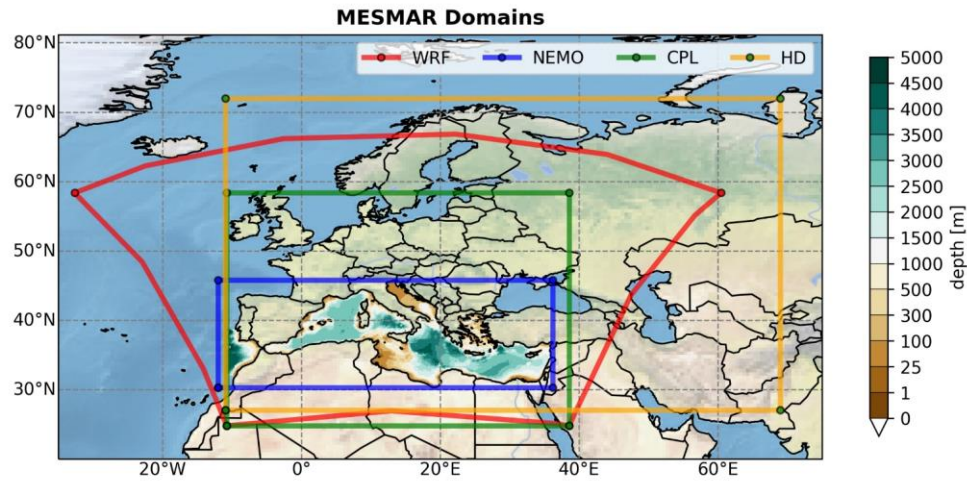 MESMAR Domains
WRF NEMO CPL HD
80°N
70°N
60°N
50°N
40°N
30°N
20°W 0° 20°E 40°E 60°E
5000
4500
4000
3500
3000
2500
2000
1500
1000
500
300
100
25
1
0
depth [m]